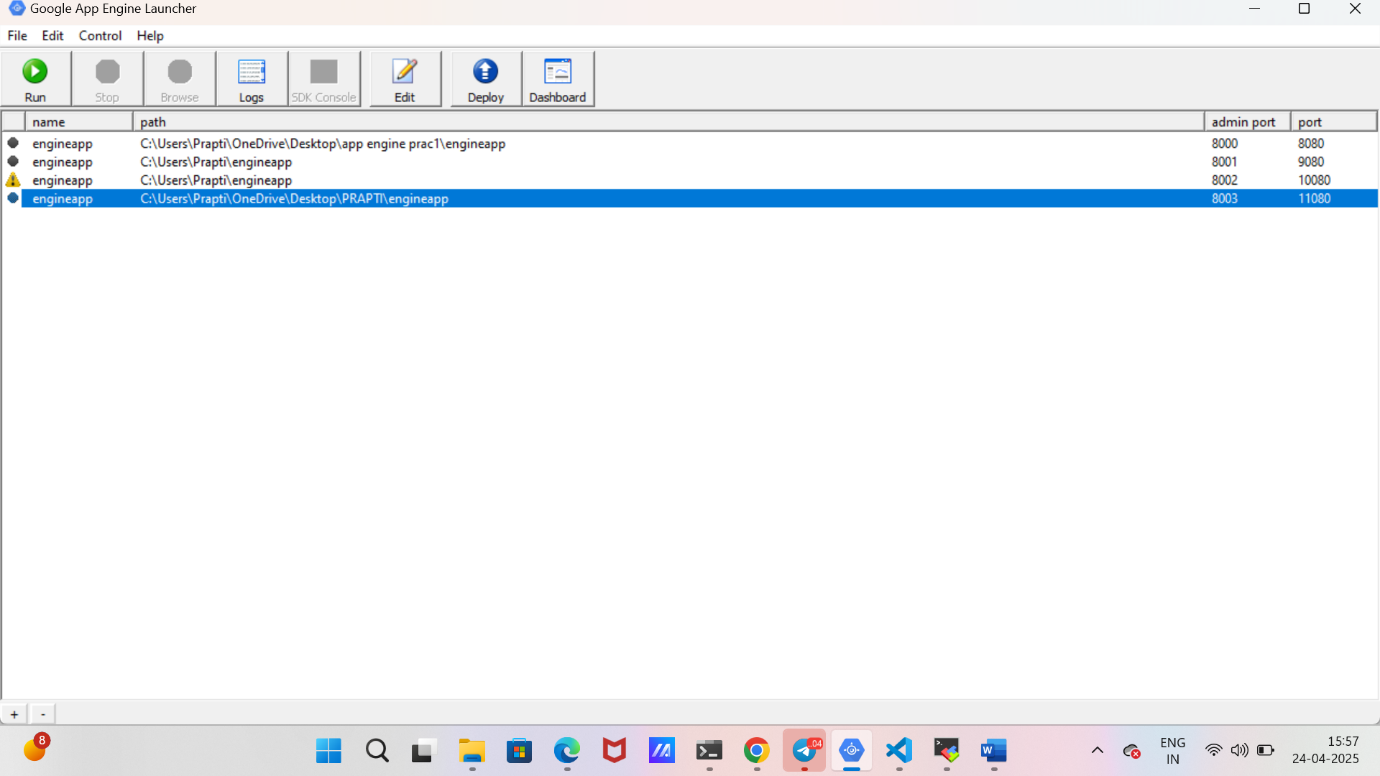 Google App Engine Launcher
File Edit Control Help
Run Stop Browse Logs SDK Console Edit Deploy Dashboard
name path admin port port
engineapp C:\Users\Prapti\OneDrive\Desktop\app engine prac1\engineapp 8000 8080
engineapp C:\Users\Prapti\engineapp 8001 9080
engineapp C:\Users\Prapti\engineapp 8002 10080
engineapp C:\Users\Prapti\OneDrive\Desktop\PRAPTI\engineapp 8003 11080
+ -
8 04 ENG 15:57
IN 24-04-2025